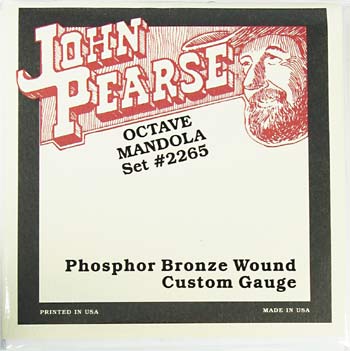 JOHN
PEARSE
OCTAVE
MANDOLA
Set #2265
Phosphor Bronze Wound
Custom Gauge
PRINTED IN USA
MADE IN USA